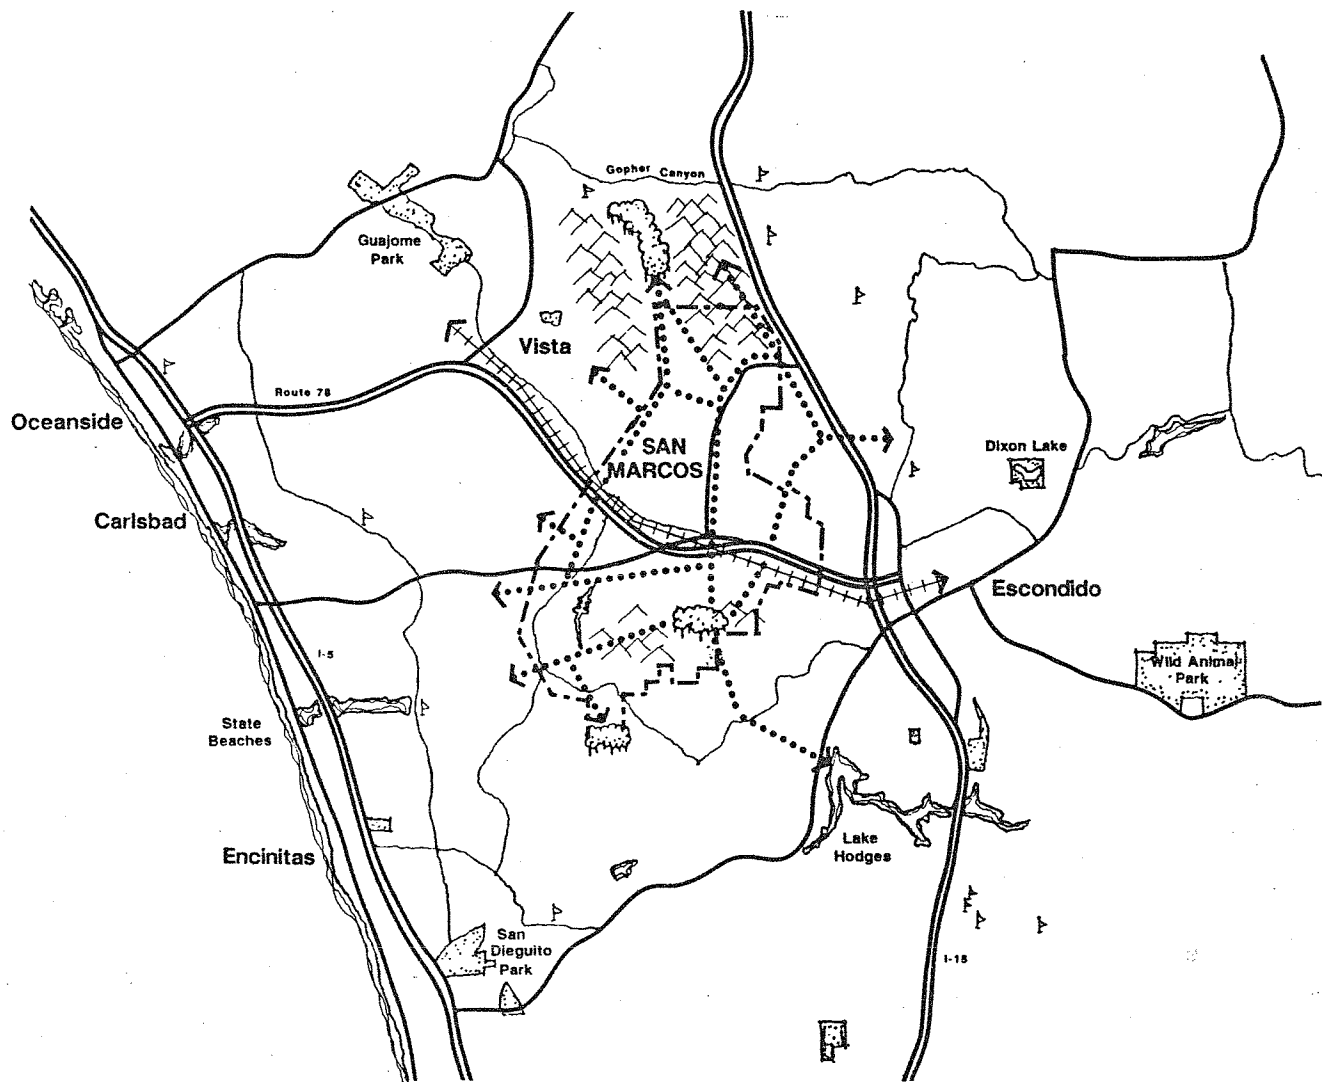 Gopher Canyon
Guajome
Park
Vista
Route 78
Oceanside
SAN
MARCOS
Dixon Lake
Carlsbad
Escondido
I-5
Wild Animal
Park
State
Beaches
Lake
Hodges
Encinitas
San
Dieguito
Park
I-15